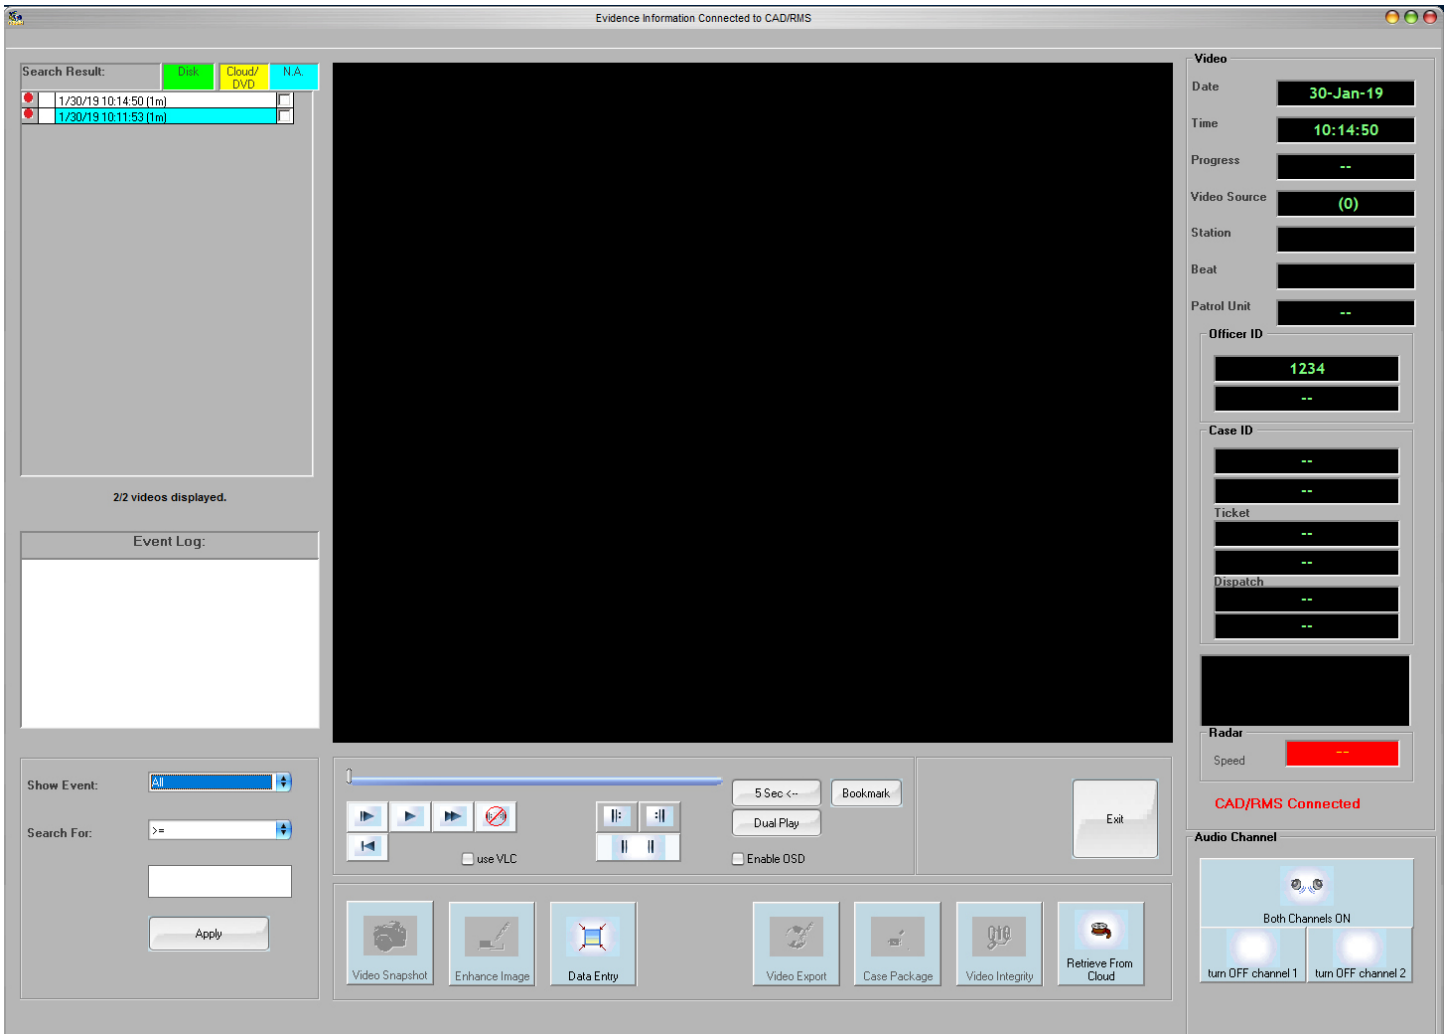 Evidence Information Connected to CAD/RMS
Search Result:
Disk
Cloud/
DVD
N.A.
1/30/19 10:14:50 (1m)
1/30/19 10:11:53 (1m)
2/2 videos displayed.
Event Log:
Show Event:
All
Search For:
>=
Apply
use VLC
5 Sec <--
Dual Play
Enable OSD
Bookmark
Exit
Video Snapshot
Enhance Image
Data Entry
Video Export
Case Package
Video Integrity
Retrieve From
Cloud
Video
Date
30-Jan-19
Time
10:14:50
Progress
--
Video Source
(0)
Station
Beat
Patrol Unit
--
Officer ID
1234
--
Case ID
--
--
Ticket
--
--
Dispatch
--
--
Radar
Speed
--
CAD/RMS Connected
Audio Channel
Both Channels ON
turn OFF channel 1
turn OFF channel 2